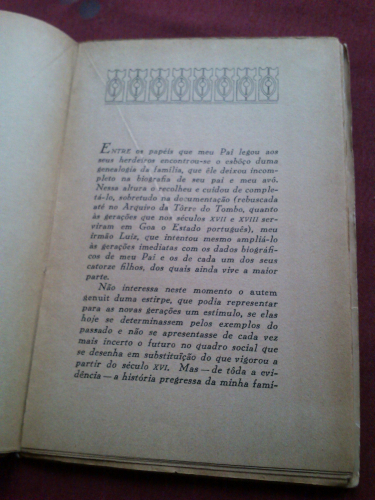 ENTRE os papéis que meu Pai legou aos
seus herdeiros encontrou-se o esbôço duma
genealogia da família, que êle deixou incom-
pleto na biografia de seu pai e meu avô.
Nessa altura o recolheu e cuidou de comple-
tá-lo, sobretudo na documentação (rebuscada
até no Arquivo da Tôrre do Tombo, quanto
às gerações que nos séculos XVII e XVIII ser-
viram em Goa o Estado português), meu
irmão Luís, que intentou mesmo ampliá-lo
às gerações imediatas com os dados biográfi-
cos de meu Pai e os de cada um dos seus
catorze filhos, dos quais ainda vive a maior
parte.
Não interessa neste momento o autem
genuit duma estirpe, que podia representar
para as novas gerações um estímulo, se elas
hoje se determinassem pelos exemplos do
passado e não se apresentasse de cada vez
mais incerto o futuro no quadro social que
se desenha em substituïção do que vigorou a
partir do século XVI. Mas — de tôda a evi-
dência — a história pregressa da minha famí-